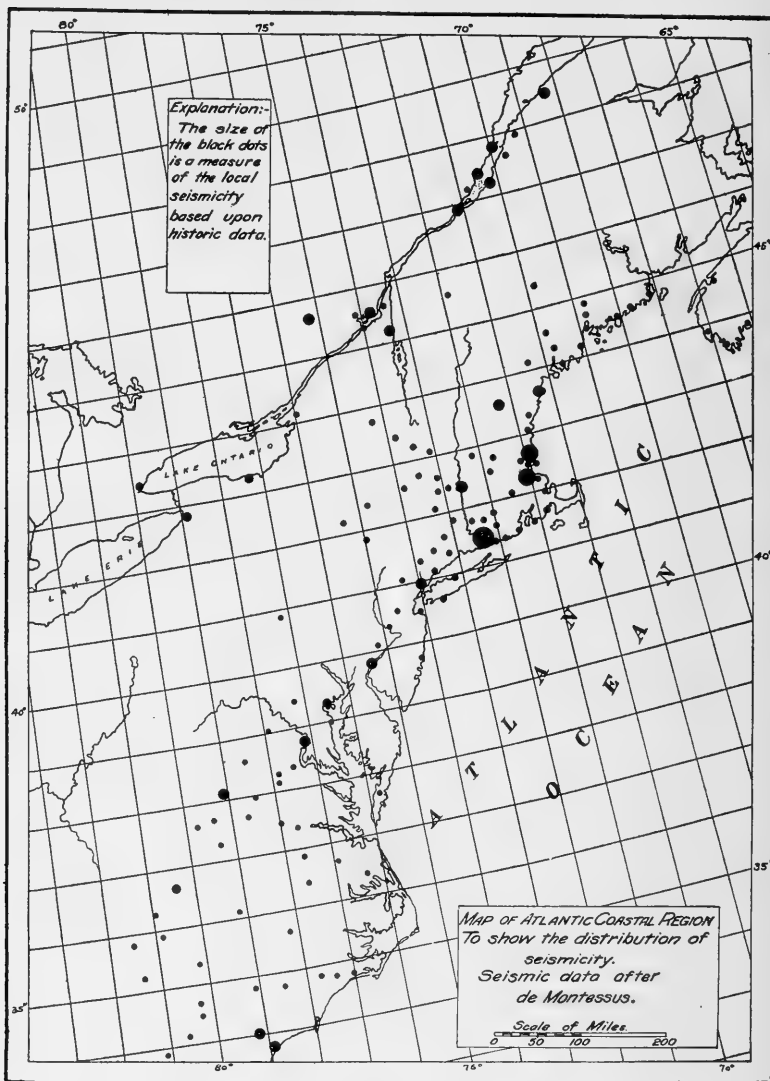 80°
75°
70°
65°
50°
Explanation:-
The size of
the black dots
is a measure
of the local
seismicity
based upon
historic data.
45°
LAKE ONTARIO
LAKE ERIE
40°
40°
ATLANTIC
OCEAN
35°
MAP OF ATLANTIC COASTAL REGION
To show the distribution of
seismicity.
Seismic data after
de Montessus.
Scale of Miles.
0 25 50 100 200
35°
80°
75°
70°